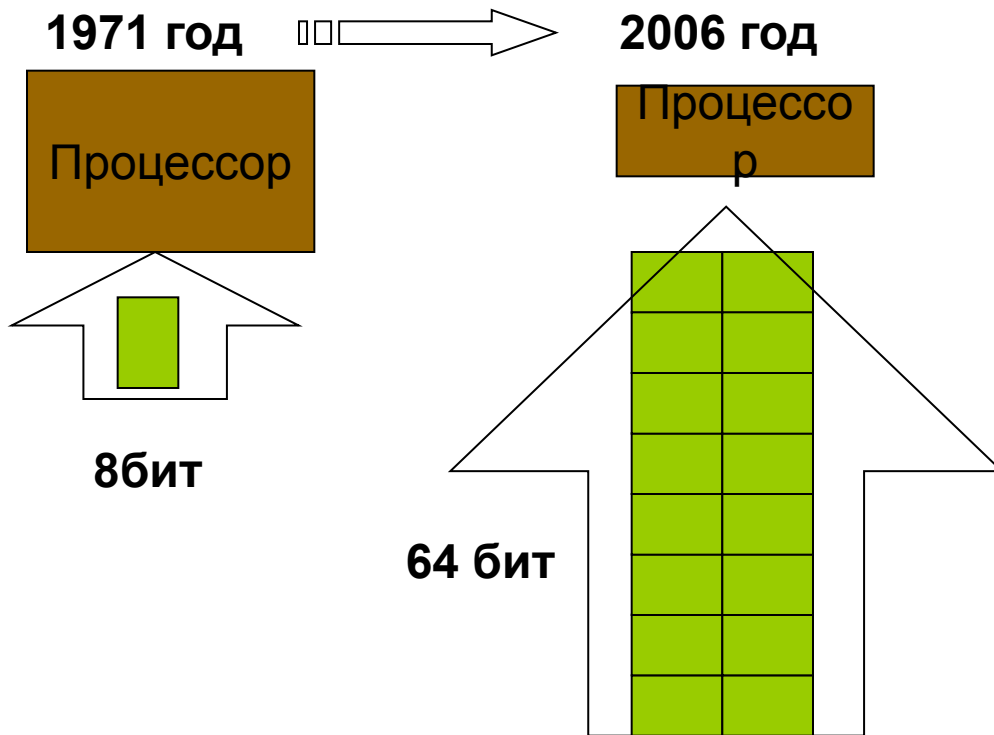 1971 год
2006 год
Процессор
Процессо
р
8бит
64 бит